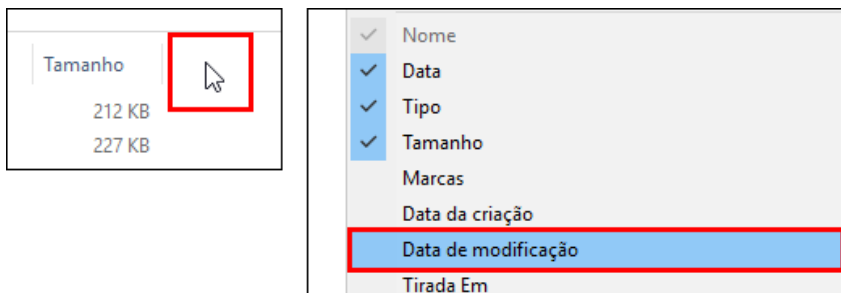 Tamanho
212 KB
227 KB
Nome
Data
Tipo
Tamanho
Marcas
Data da criação
Data de modificação
Tirada Em